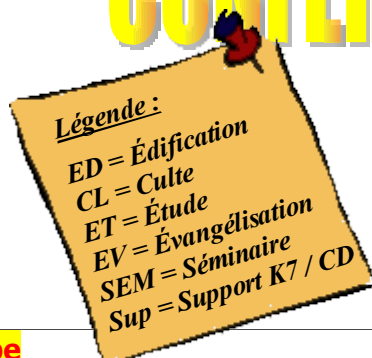 Légende :
ED = Édification
CL = Culte
ET = Étude
EV = Évangélisation
SEM = Séminaire
Sup = Support K7 / CD